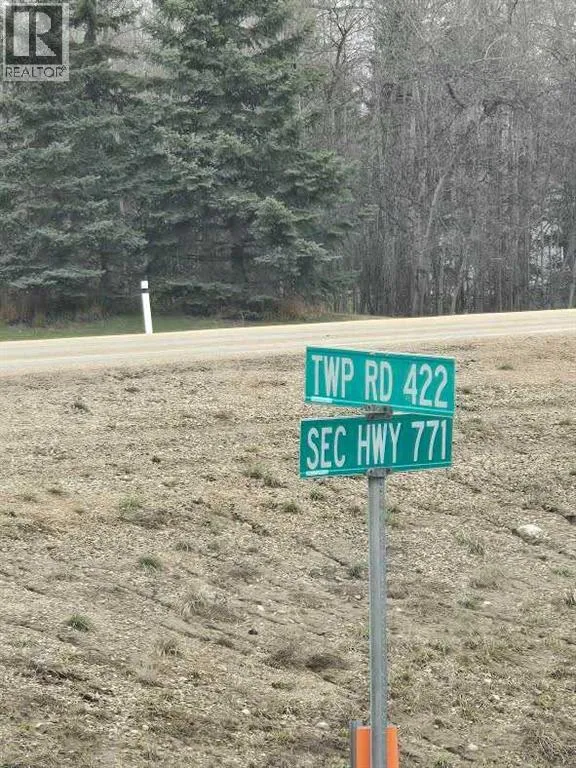 R
REALTOR®
TWP RD 422
SEC HWY 771